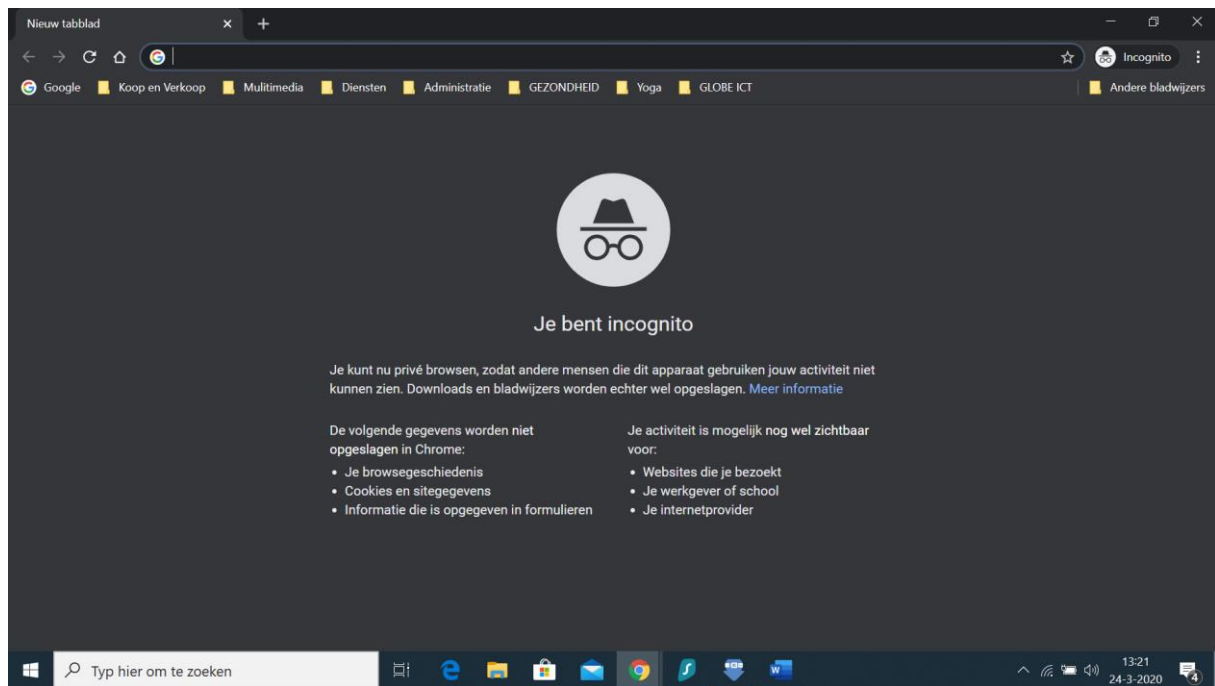 Nieuw tabblad
Incognito
Google Koop en Verkoop Mulitimedia Diensten Administratie GEZONDHEID Yoga GLOBE ICT Andere bladwijzers
Je bent incognito
Je kunt nu privé browsen, zodat andere mensen die dit apparaat gebruiken jouw activiteit niet
kunnen zien. Downloads en bladwijzers worden echter wel opgeslagen. Meer informatie
De volgende gegevens worden niet
opgeslagen in Chrome:
• Je browsegeschiedenis
• Cookies en sitegegevens
• Informatie die is opgegeven in formulieren
Je activiteit is mogelijk nog wel zichtbaar
voor:
• Websites die je bezoekt
• Je werkgever of school
• Je internetprovider
Typ hier om te zoeken
13:21
24-3-2020
4